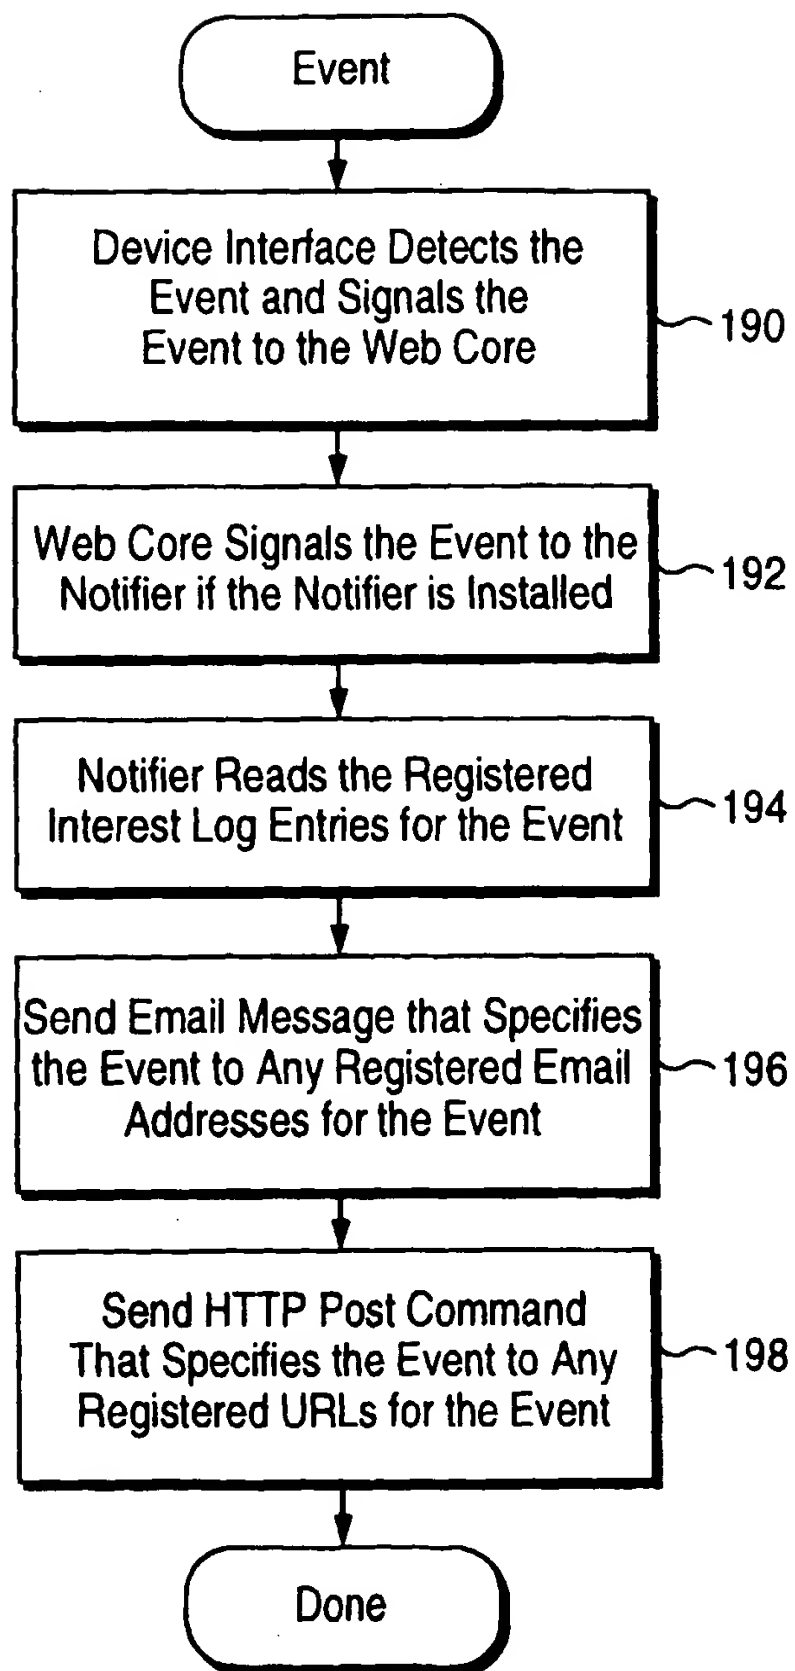 Event
Device Interface Detects the
Event and Signals the
Event to the Web Core
190
Web Core Signals the Event to the
Notifier if the Notifier is Installed
192
Notifier Reads the Registered
Interest Log Entries for the Event
194
Send Email Message that Specifies
the Event to Any Registered Email
Addresses for the Event
196
Send HTTP Post Command
That Specifies the Event to Any
Registered URLs for the Event
198
Done